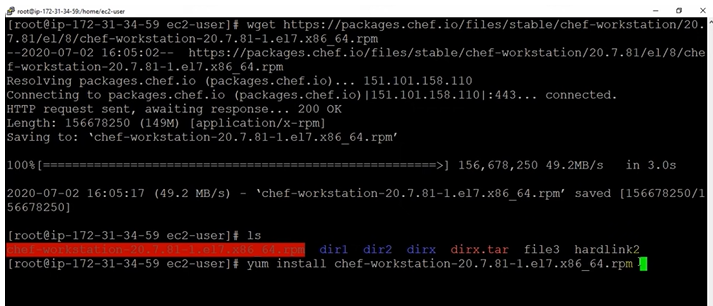 root@ip-172-31-34-59:/home/ec2-user
[root@ip-172-31-34-59 ec2-user]# wget https://packages.chef.io/files/stable/chef-workstation/20.
7.81/el/8/chef-workstation-20.7.81-1.el7.x86_64.rpm
--2020-07-02 16:05:02--  https://packages.chef.io/files/stable/chef-workstation/20.7.81/el/8/che
f-workstation-20.7.81-1.el7.x86_64.rpm
Resolving packages.chef.io (packages.chef.io)... 151.101.158.110
Connecting to packages.chef.io (packages.chef.io)|151.101.158.110|:443... connected.
HTTP request sent, awaiting response... 200 OK
Length: 156678250 (149M) [application/x-rpm]
Saving to: ‘chef-workstation-20.7.81-1.el7.x86_64.rpm’
100%[======================================================>] 156,678,250 49.2MB/s   in 3.0s
2020-07-02 16:05:17 (49.2 MB/s) - ‘chef-workstation-20.7.81-1.el7.x86_64.rpm’ saved [156678250/1
56678250]
[root@ip-172-31-34-59 ec2-user]# ls
chef-workstation-20.7.81-1.el7.x86_64.rpm  dir1  dir2  dirx  dirx.tar  file3  hardlink2
[root@ip-172-31-34-59 ec2-user]# yum install chef-workstation-20.7.81-1.el7.x86_64.rpm